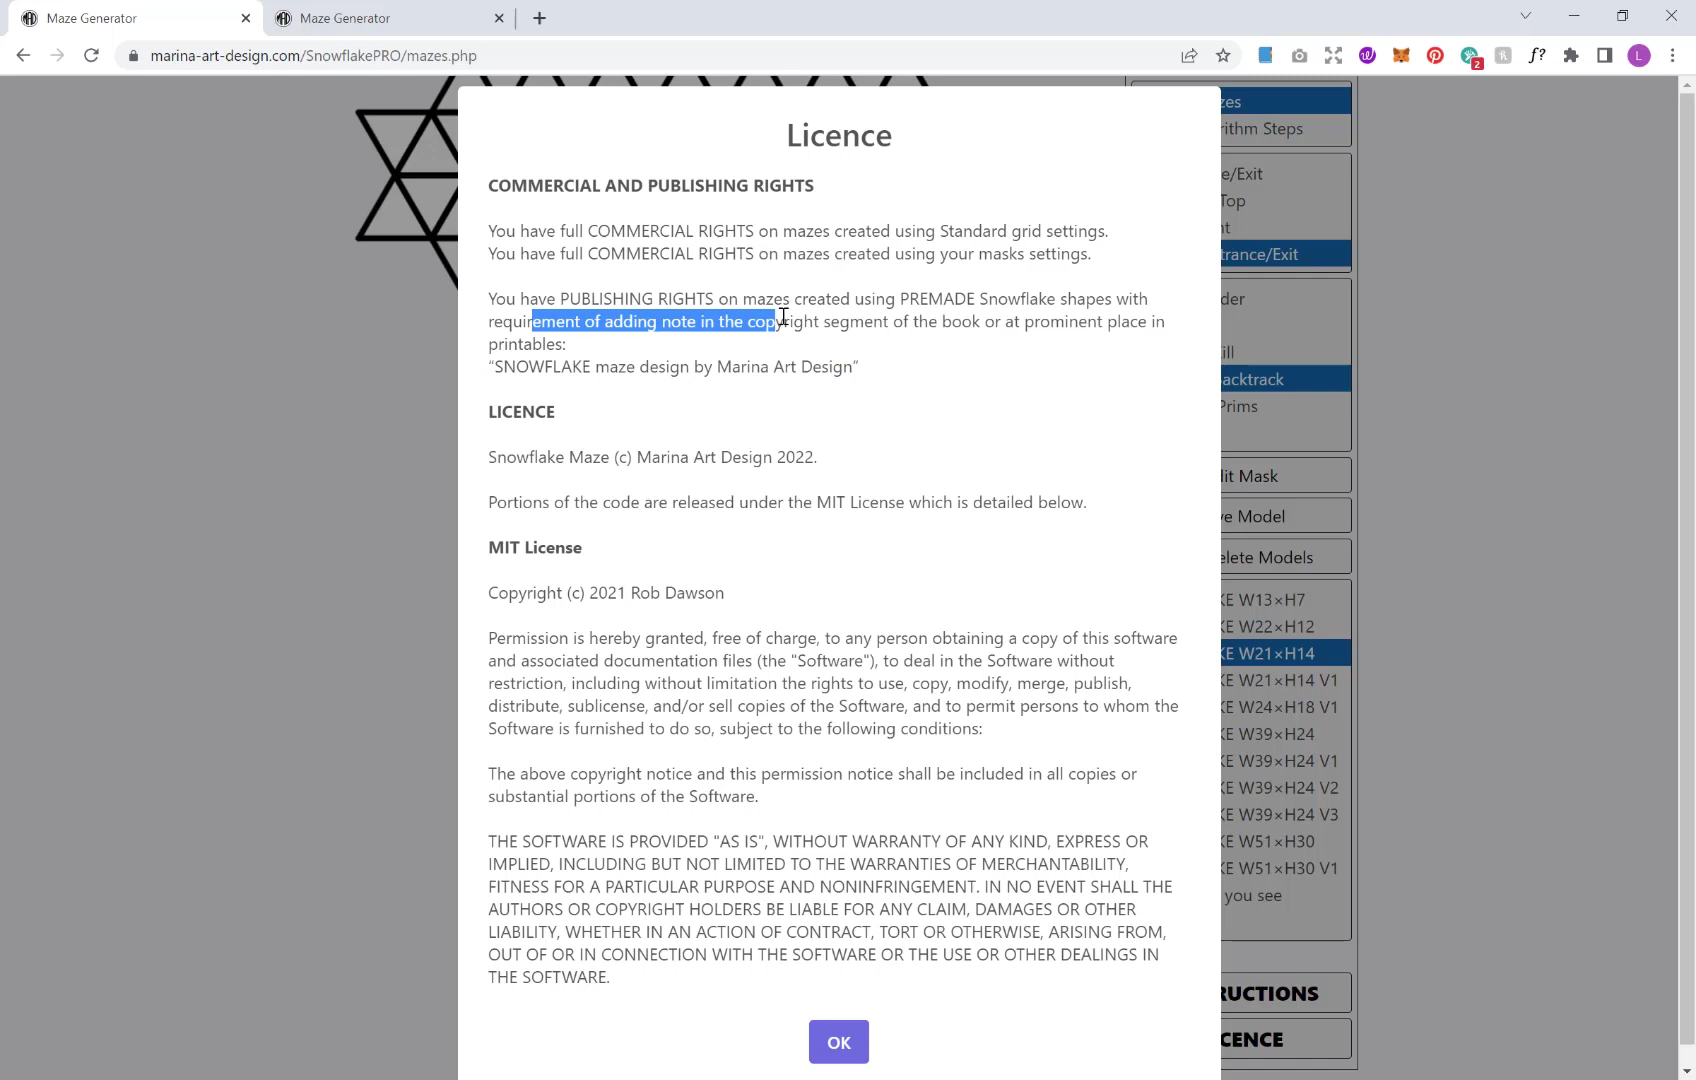 Maze Generator
Maze Generator
marina-art-design.com/SnowflakePRO/mazes.php
2
f?
L
Licence
COMMERCIAL AND PUBLISHING RIGHTS
You have full COMMERCIAL RIGHTS on mazes created using Standard grid settings.
You have full COMMERCIAL RIGHTS on mazes created using your masks settings.
You have PUBLISHING RIGHTS on mazes created using PREMADE Snowflake shapes with
requirement of adding note in the copyright segment of the book or at prominent place in
printables:
“SNOWFLAKE maze design by Marina Art Design”
LICENCE
Snowflake Maze (c) Marina Art Design 2022.
Portions of the code are released under the MIT License which is detailed below.
MIT License
Copyright (c) 2021 Rob Dawson
Permission is hereby granted, free of charge, to any person obtaining a copy of this software
and associated documentation files (the "Software"), to deal in the Software without
restriction, including without limitation the rights to use, copy, modify, merge, publish,
distribute, sublicense, and/or sell copies of the Software, and to permit persons to whom the
Software is furnished to do so, subject to the following conditions:
The above copyright notice and this permission notice shall be included in all copies or
substantial portions of the Software.
THE SOFTWARE IS PROVIDED "AS IS", WITHOUT WARRANTY OF ANY KIND, EXPRESS OR
IMPLIED, INCLUDING BUT NOT LIMITED TO THE WARRANTIES OF MERCHANTABILITY,
FITNESS FOR A PARTICULAR PURPOSE AND NONINFRINGEMENT. IN NO EVENT SHALL THE
AUTHORS OR COPYRIGHT HOLDERS BE LIABLE FOR ANY CLAIM, DAMAGES OR OTHER
LIABILITY, WHETHER IN AN ACTION OF CONTRACT, TORT OR OTHERWISE, ARISING FROM,
OUT OF OR IN CONNECTION WITH THE SOFTWARE OR THE USE OR OTHER DEALINGS IN
THE SOFTWARE.
OK
zes
rithm Steps
e/Exit
Top
nt
trance/Exit
der
ill
acktrack
Prims
lit Mask
ve Model
elete Models
KE W13×H7
KE W22×H12
KE W21×H14
KE W21×H14 V1
KE W24×H18 V1
KE W39×H24
KE W39×H24 V1
KE W39×H24 V2
KE W39×H24 V3
KE W51×H30
KE W51×H30 V1
you see
RUCTIONS
CENCE